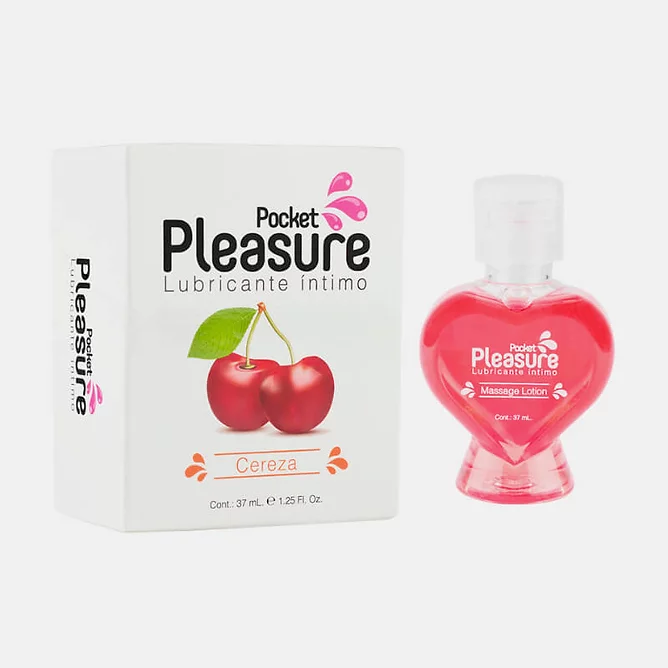 Pocket
Pleasure
Lubricante íntimo
Pocket
Pleasure
Lubricante íntimo
Cereza
Cont.: 37 mL. ℮ 1.25 Fl. Oz.
Pocket
Pleasure
Lubricante íntimo
Massage Lotion
Cont.: 37 mL.